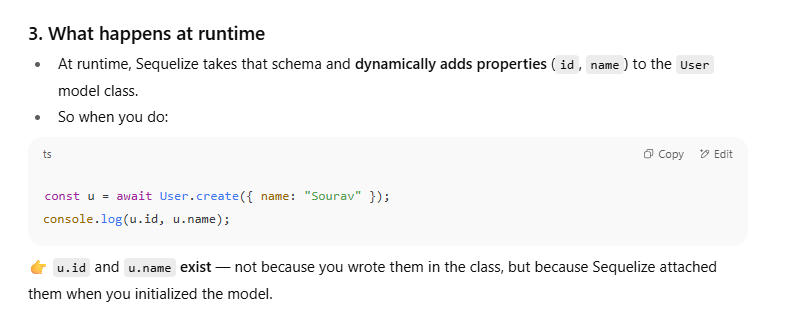 3. What happens at runtime
• At runtime, Sequelize takes that schema and dynamically adds properties (id, name) to the User
model class.
• So when you do:
ts Copy Edit
const u = await User.create({ name: "Sourav" });
console.log(u.id, u.name);
👉 u.id and u.name exist — not because you wrote them in the class, but because Sequelize attached
them when you initialized the model.